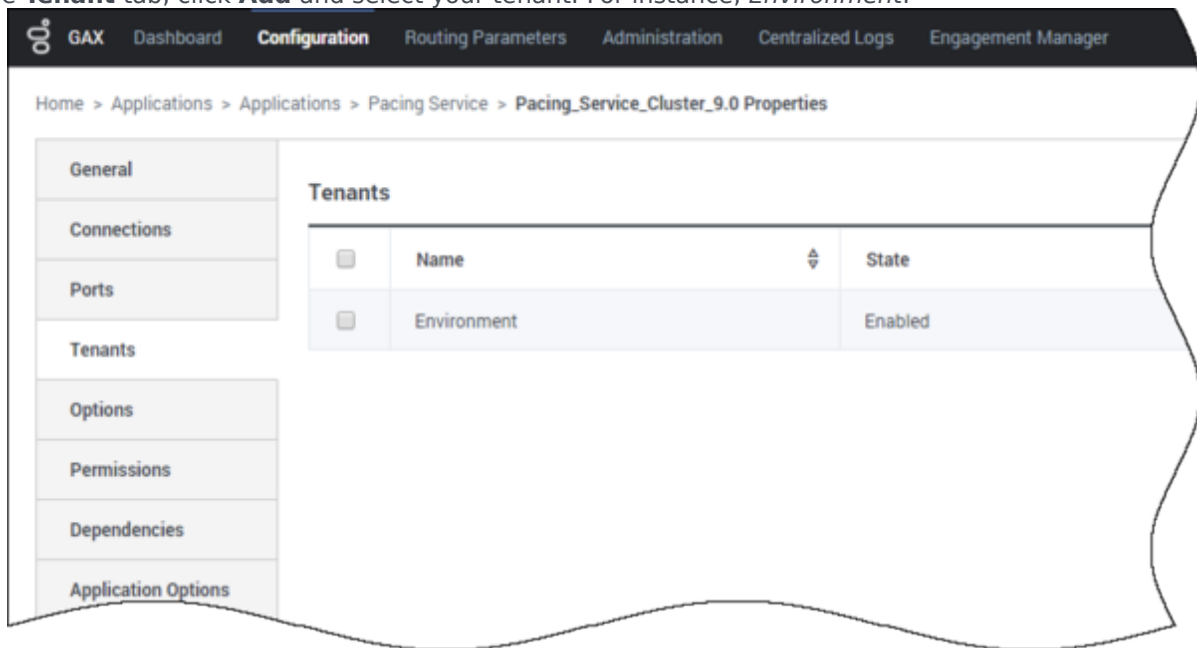 Tenant tab, click Add and select your tenant. For instance, Environment.
GAX Dashboard Configuration Routing Parameters Administration Centralized Logs Engagement Manager
Home > Applications > Applications > Pacing Service > Pacing_Service_Cluster_9.0 Properties
General
Connections
Ports
Tenants
Options
Permissions
Dependencies
Application Options
Tenants
Name State
Environment Enabled